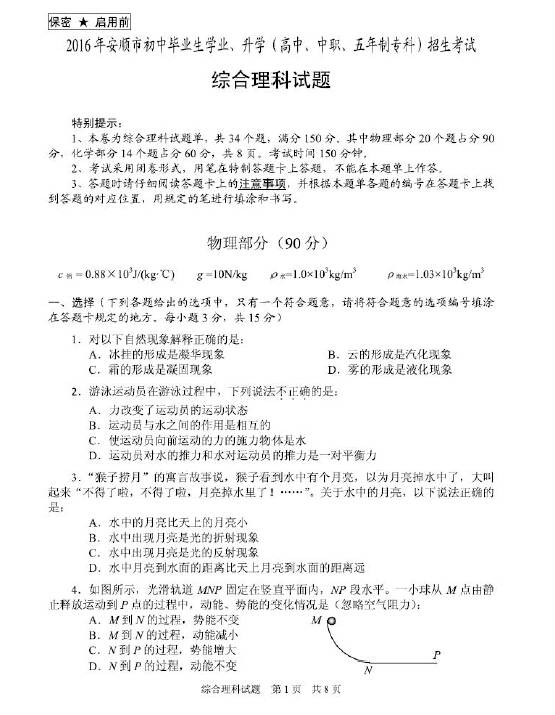 保密 ★ 启用前
2016年安顺市初中毕业生学业、升学（高中、中职、五年制专科）招生考试
综合理科试题
特别提示：
1、本卷为综合理科试题单，共34个题，满分150分。其中物理部分20个题占分90
分，化学部分14个题占分60分，共8页。考试时间150分钟。
2、考试采用闭卷形式，用笔在特制答题卡上答题，不能在本题单上作答。
3、答题时请仔细阅读答题卡上的注意事项，并根据本题单各题的编号在答题卡上找
到答题的对应位置，用规定的笔进行填涂和书写。
物理部分（90分）
c铝=0.88×10³J/(kg·℃) g=10N/kg ρ水=1.0×10³kg/m³ ρ海水=1.03×10³kg/m³
一、选择（下列各题给出的选项中，只有一个符合题意，请将符合题意的选项编号填涂
在答题卡规定的地方。每小题3分，共15分）
1．对以下自然现象解释正确的是：
A．冰挂的形成是凝华现象 B．云的形成是汽化现象
C．霜的形成是凝固现象 D．雾的形成是液化现象
2．游泳运动员在游泳过程中，下列说法不正确的是：
A．力改变了运动员的运动状态
B．运动员与水之间的作用是相互的
C．使运动员向前运动的力的施力物体是水
D．运动员对水的推力和水对运动员的推力是一对平衡力
3．“猴子捞月”的寓言故事说，猴子看到水中有个月亮，以为月亮掉水中了，大叫
起来“不得了啦，不得了啦，月亮掉水里了！……”。关于水中的月亮，以下说法正确的
是：
A．水中的月亮比天上的月亮小
B．水中出现月亮是光的折射现象
C．水中出现月亮是光的反射现象
D．水中月亮到水面的距离比天上月亮到水面的距离远
4．如图所示，光滑轨道MNP固定在竖直平面内，NP段水平。一小球从M点由静
止释放运动到P点的过程中，动能、势能的变化情况是（忽略空气阻力）：
A．M到N的过程，势能不变
B．M到N的过程，动能减小
C．N到P的过程，势能增大
D．N到P的过程，动能不变
M
P
N
综合理科试题 第1页 共8页